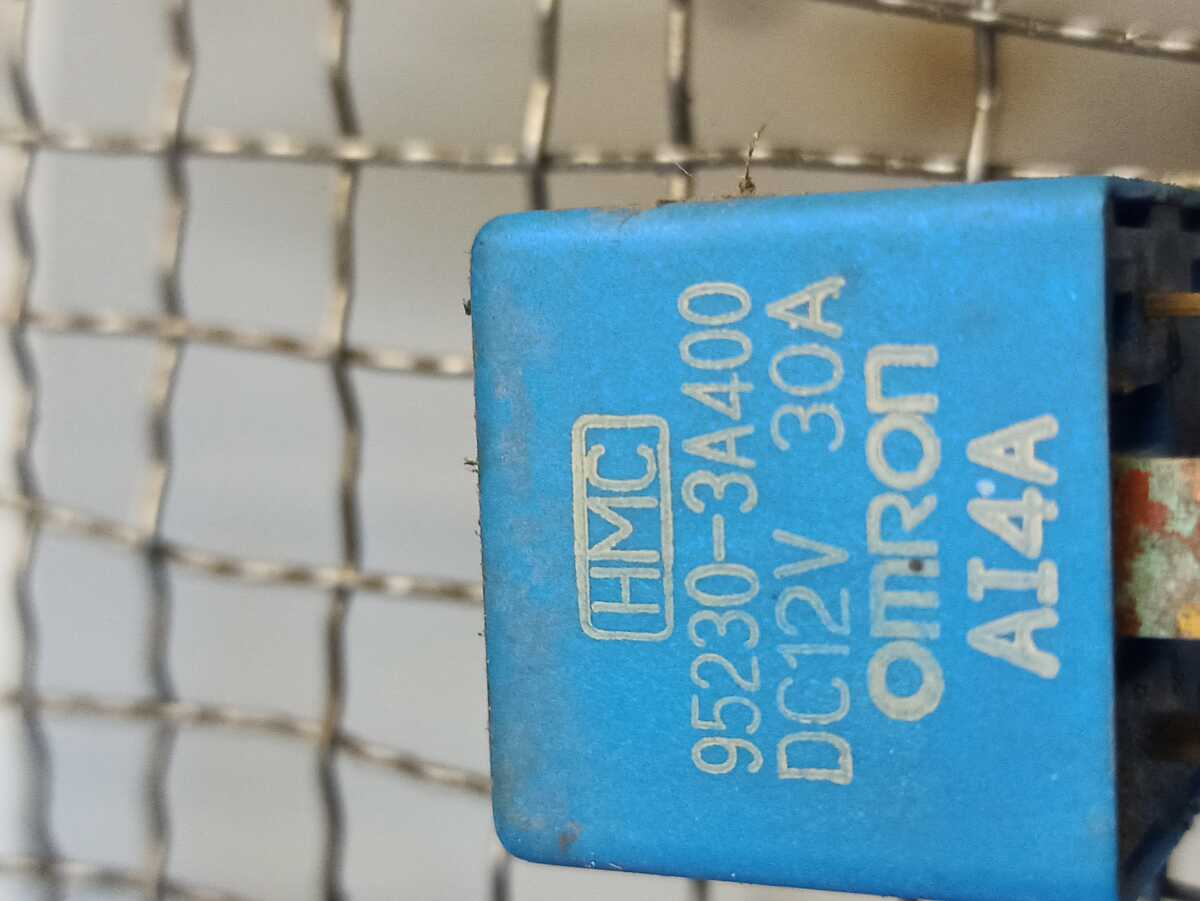 HMC
95230-3A400
DC12V 30A
OMRON
AI4A